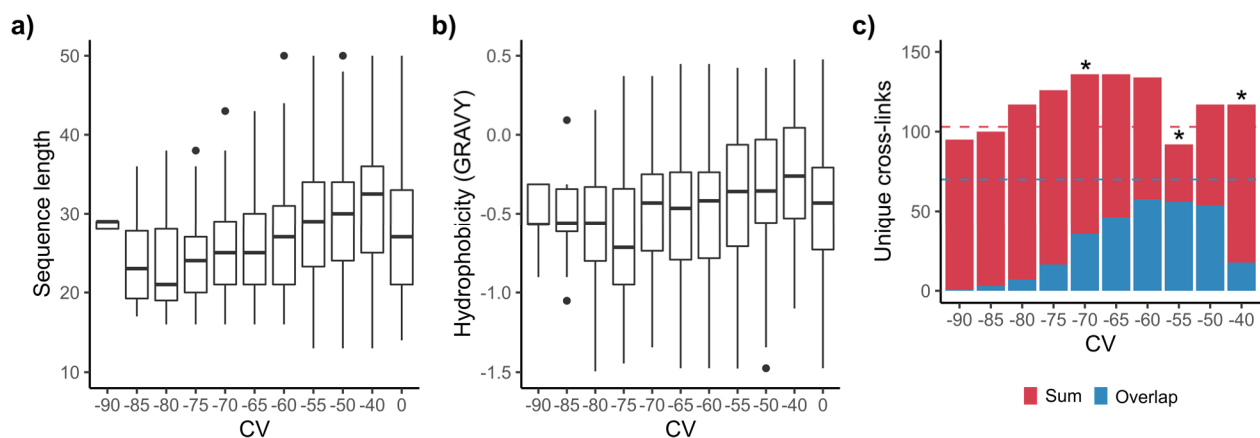 a)
Sequence length
50
40
30
20
10
-90 -85 -80 -75 -70 -65 -60 -55 -50 -40 0
CV
b)
Hydrophobicity (GRAVY)
0.5
0.0
-0.5
-1.0
-1.5
-90 -85 -80 -75 -70 -65 -60 -55 -50 -40 0
CV
c)
Unique cross-links
150
100
50
0
* * *
-90 -85 -80 -75 -70 -65 -60 -55 -50 -40
CV
Sum Overlap